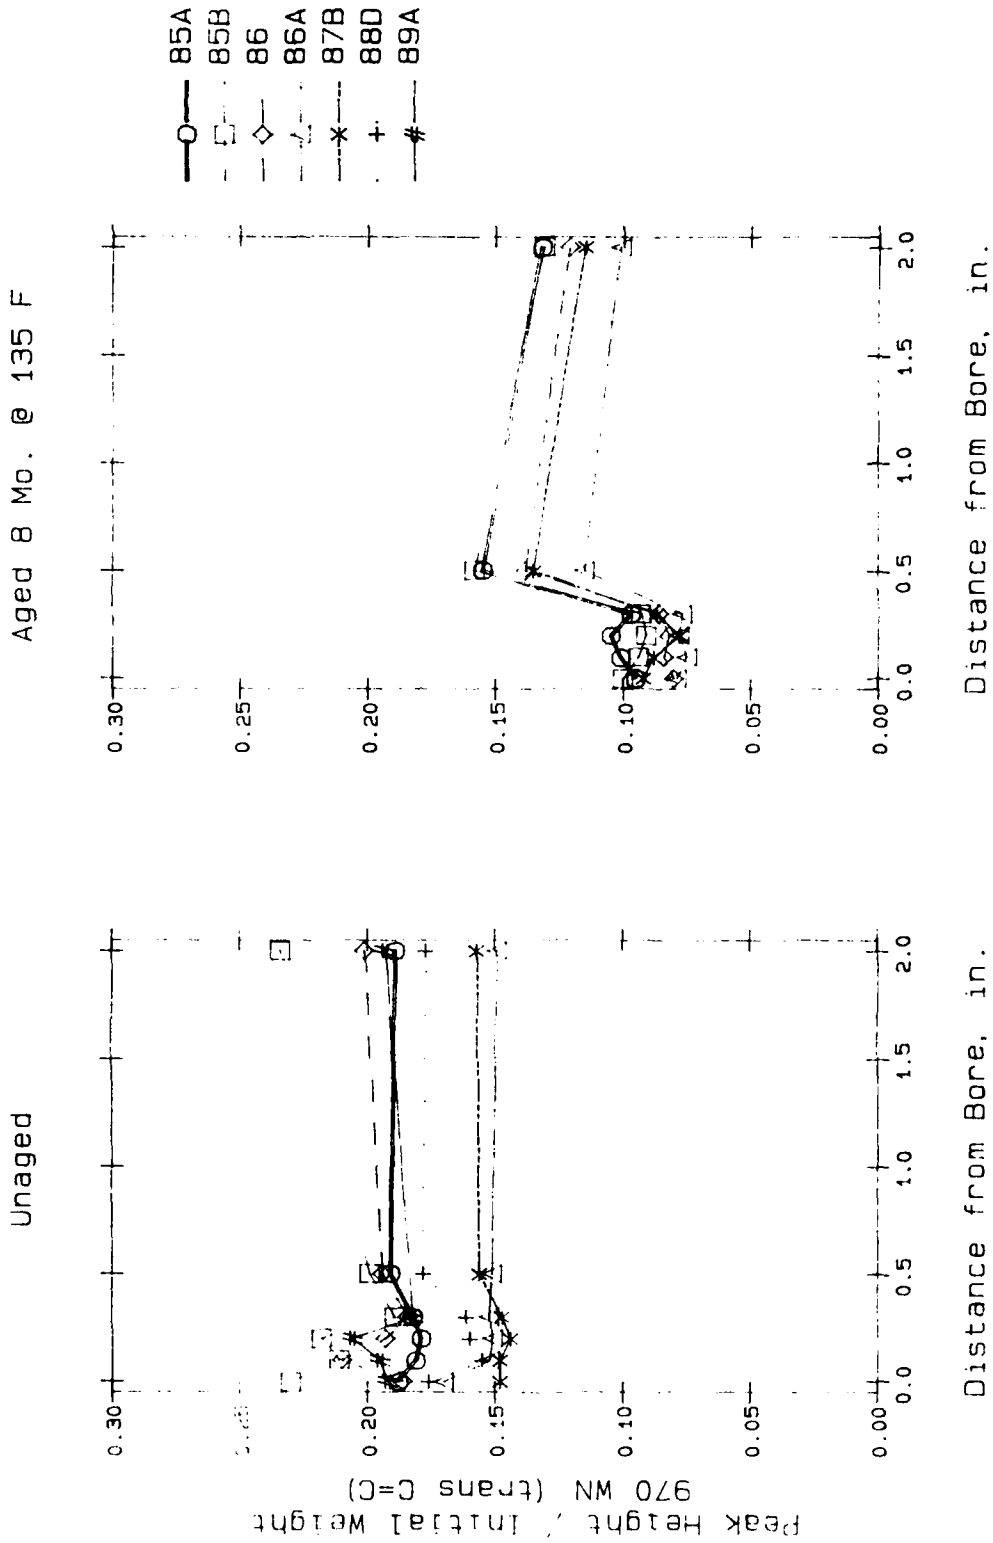 Unaged
Aged 8 Mo. @ 135 F
Peak Height / Initial Weight
970 WN (trans C=C)
0.30
0.20
0.15
0.10
0.05
0.00
0.0
0.5
1.0
1.5
2.0
Distance from Bore, in.
0.30
0.25
0.20
0.15
0.10
0.05
0.00
0.0
0.5
1.0
1.5
2.0
Distance from Bore, in.
85A
85B
86
86A
87B
88D
89A